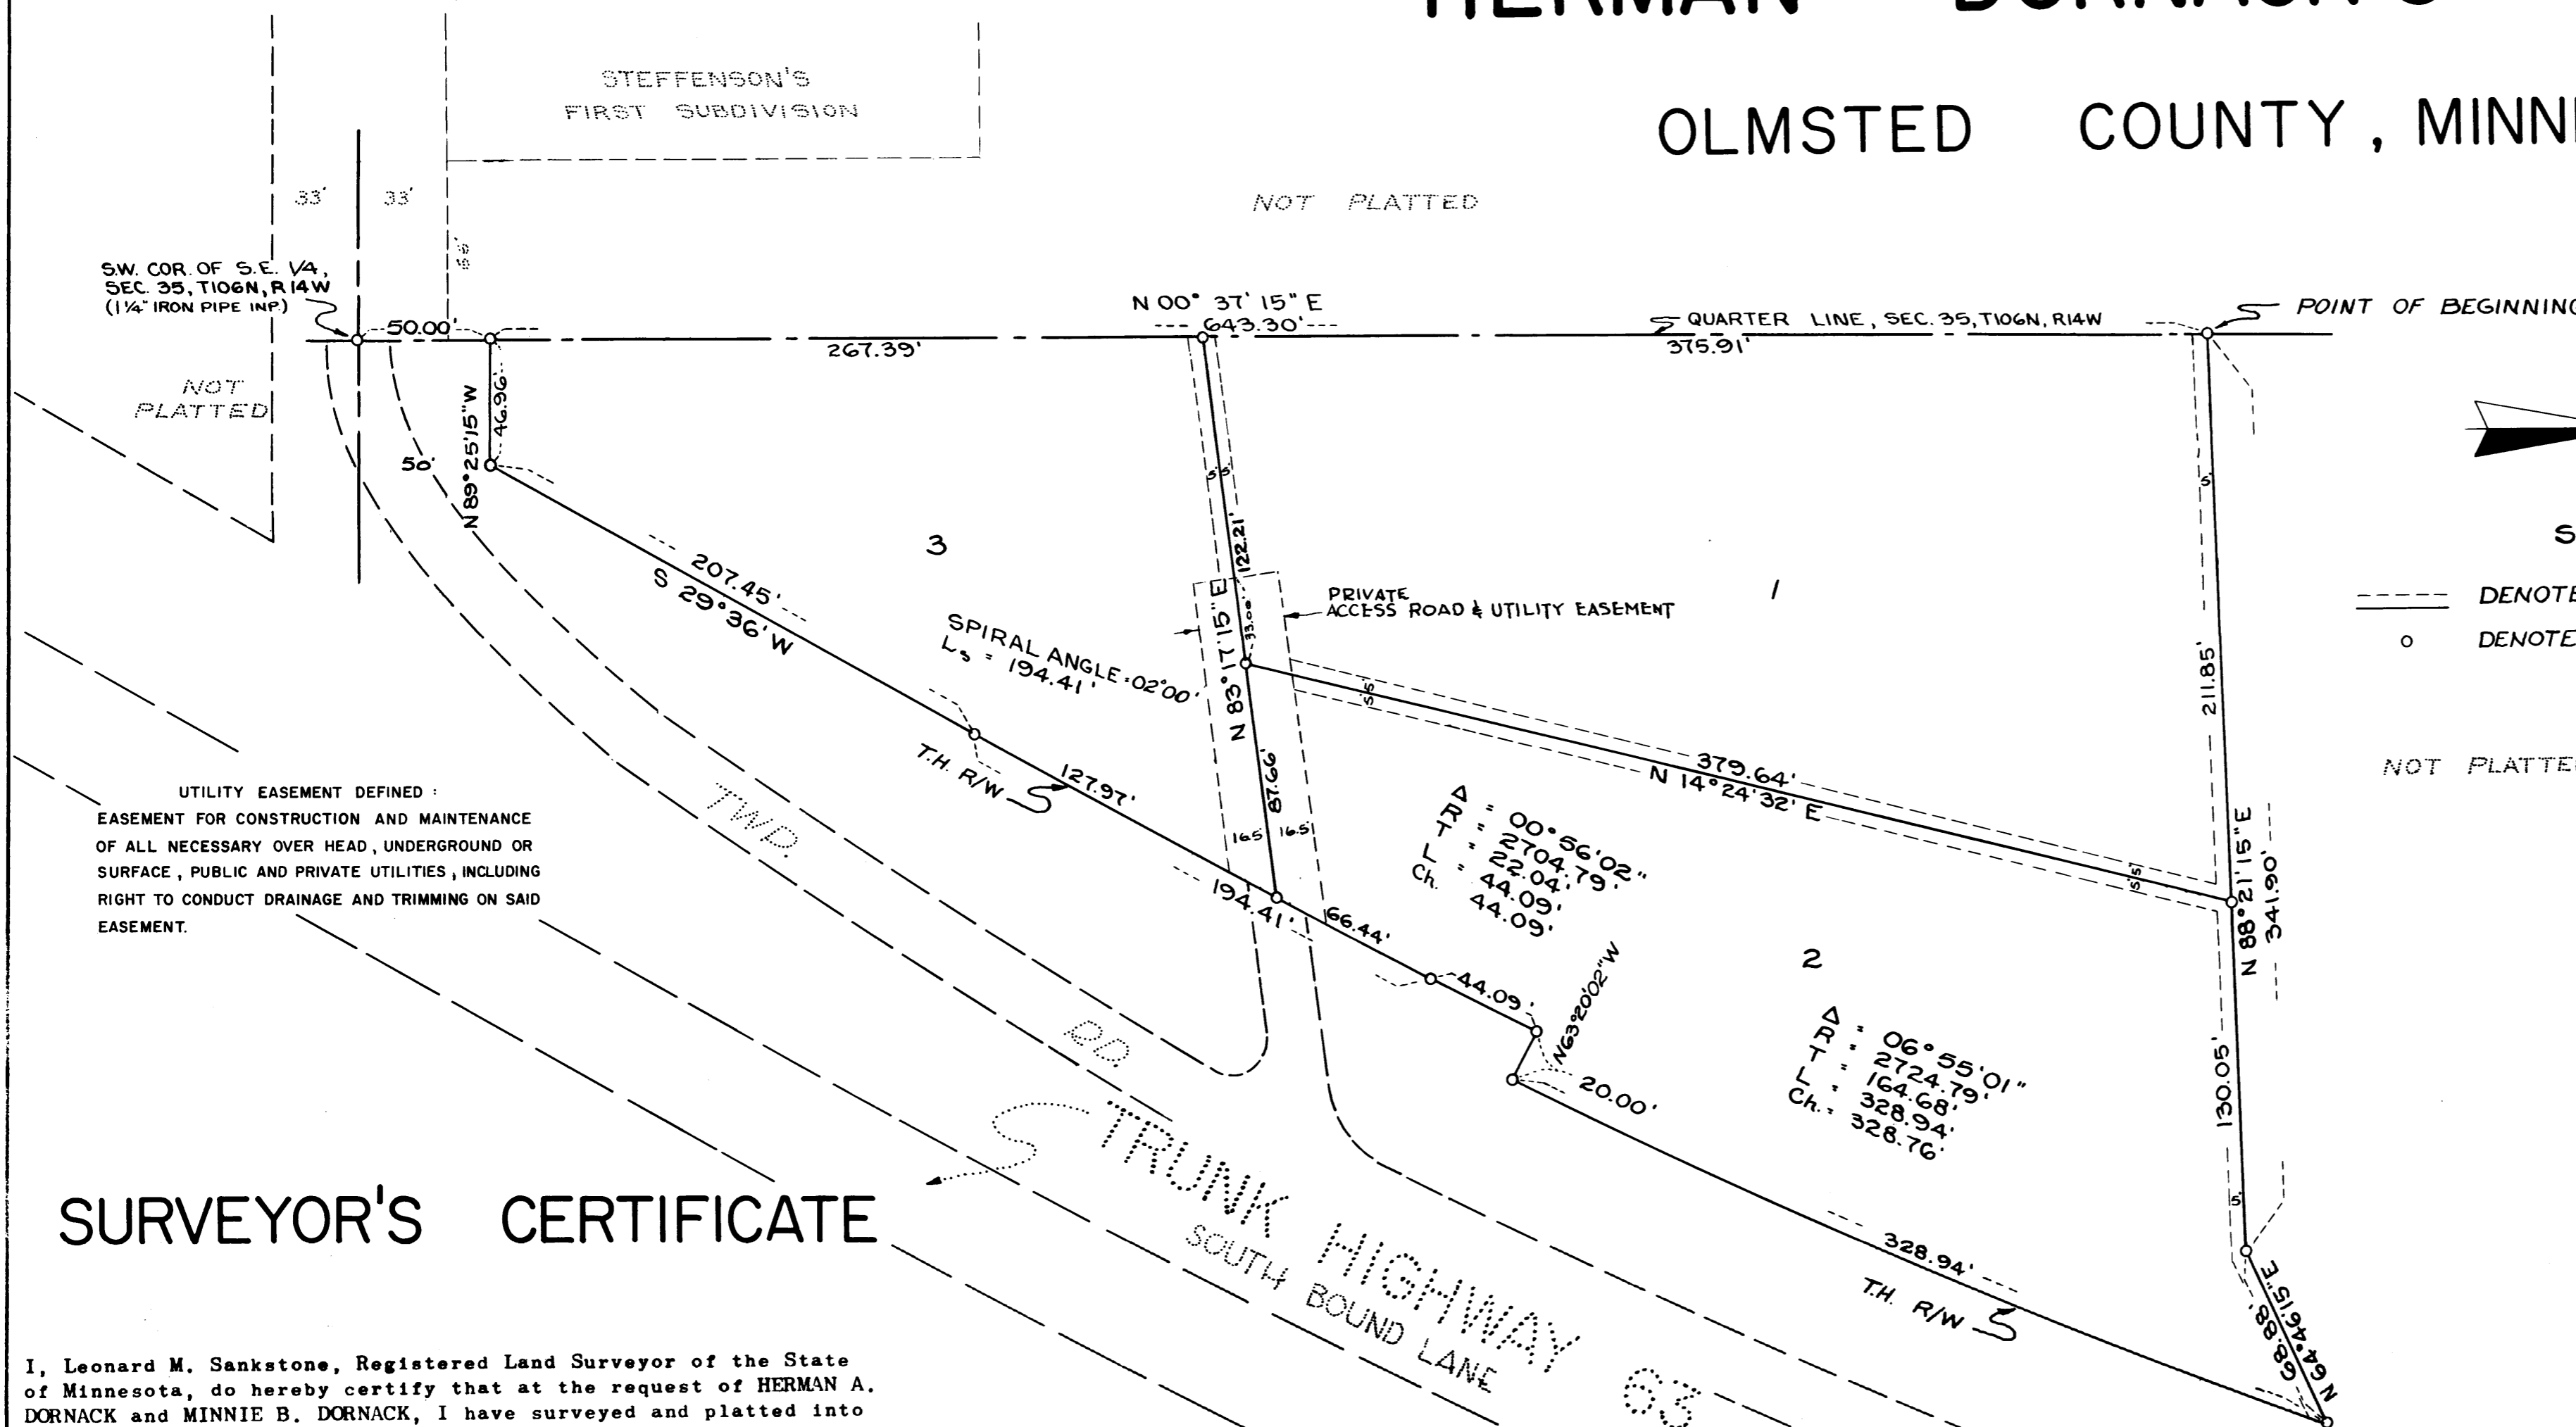 OLMSTED COUNTY, MINN
STEFFENSON'S
FIRST SUBDIVISION
33'
33'
NOT PLATTED
S.W. COR. OF S.E. 1/4,
SEC. 35, T106N, R14W
(1 1/4" IRON PIPE INP.)
50.00'
N 00° 37' 15" E
643.30'
267.39'
QUARTER LINE, SEC. 35, T106N, R14W
375.91'
POINT OF BEGINNING
NOT
PLATTED
50'
N 89° 25' 15" W
46.96'
5' 5'
122.21'
5'
3
1
207.45'
S 29° 36' W
SPIRAL ANGLE = 02° 00'
Ls = 194.41'
N 83° 17' 15" E
33.00'
PRIVATE
ACCESS ROAD & UTILITY EASEMENT
DENOTE
DENOTE
211.85'
5' 5'
379.64'
N 14° 24' 32" E
NOT PLATTE
T.H. R/W
127.97'
87.66'
16.5' 16.5'
194.41'
66.44'
44.09'
Δ = 00° 56' 02"
R = 2704.79'
T = 22.04'
L = 44.09'
Ch. 44.09'
5' 5'
N 88° 21' 15" E
341.90'
2
UTILITY EASEMENT DEFINED :
EASEMENT FOR CONSTRUCTION AND MAINTENANCE
OF ALL NECESSARY OVER HEAD, UNDERGROUND OR
SURFACE, PUBLIC AND PRIVATE UTILITIES, INCLUDING
RIGHT TO CONDUCT DRAINAGE AND TRIMMING ON SAID
EASEMENT.
TWP.
RD.
N 63° 20' 02" W
20.00'
Δ = 06° 55' 01"
R = 2724.79'
T = 164.68'
L = 328.94'
Ch. = 328.76'
130.05'
5'
328.94'
T.H. R/W
N 64° 46' 15" E
68.88'
TRUNK HIGHWAY 63
SOUTH BOUND LANE
SURVEYOR'S CERTIFICATE
I, Leonard M. Sankstone, Registered Land Surveyor of the State
of Minnesota, do hereby certify that at the request of HERMAN A.
DORNACK and MINNIE B. DORNACK, I have surveyed and platted into